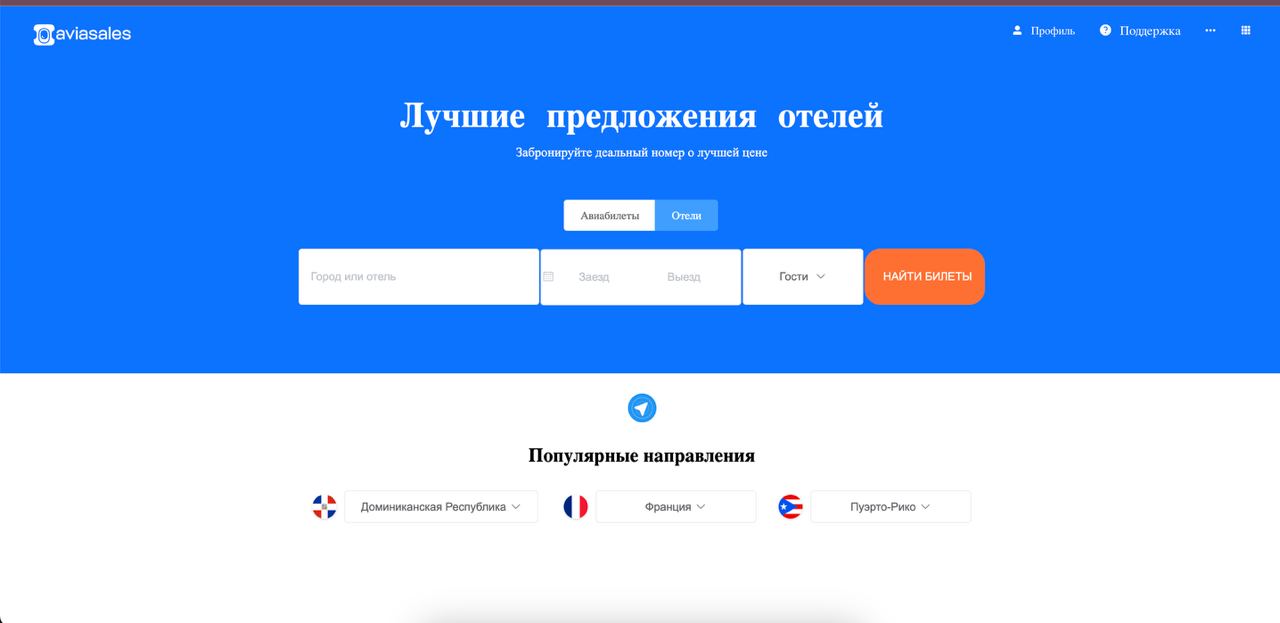 aviasales
Профиль
Поддержка
Лучшие предложения отелей
Забронируйте деальный номер о лучшей цене
Авиабилеты Отели
Город или отель Заезд Выезд Гости НАЙТИ БИЛЕТЫ
Популярные направления
Доминиканская Республика Франция Пуэрто-Рико